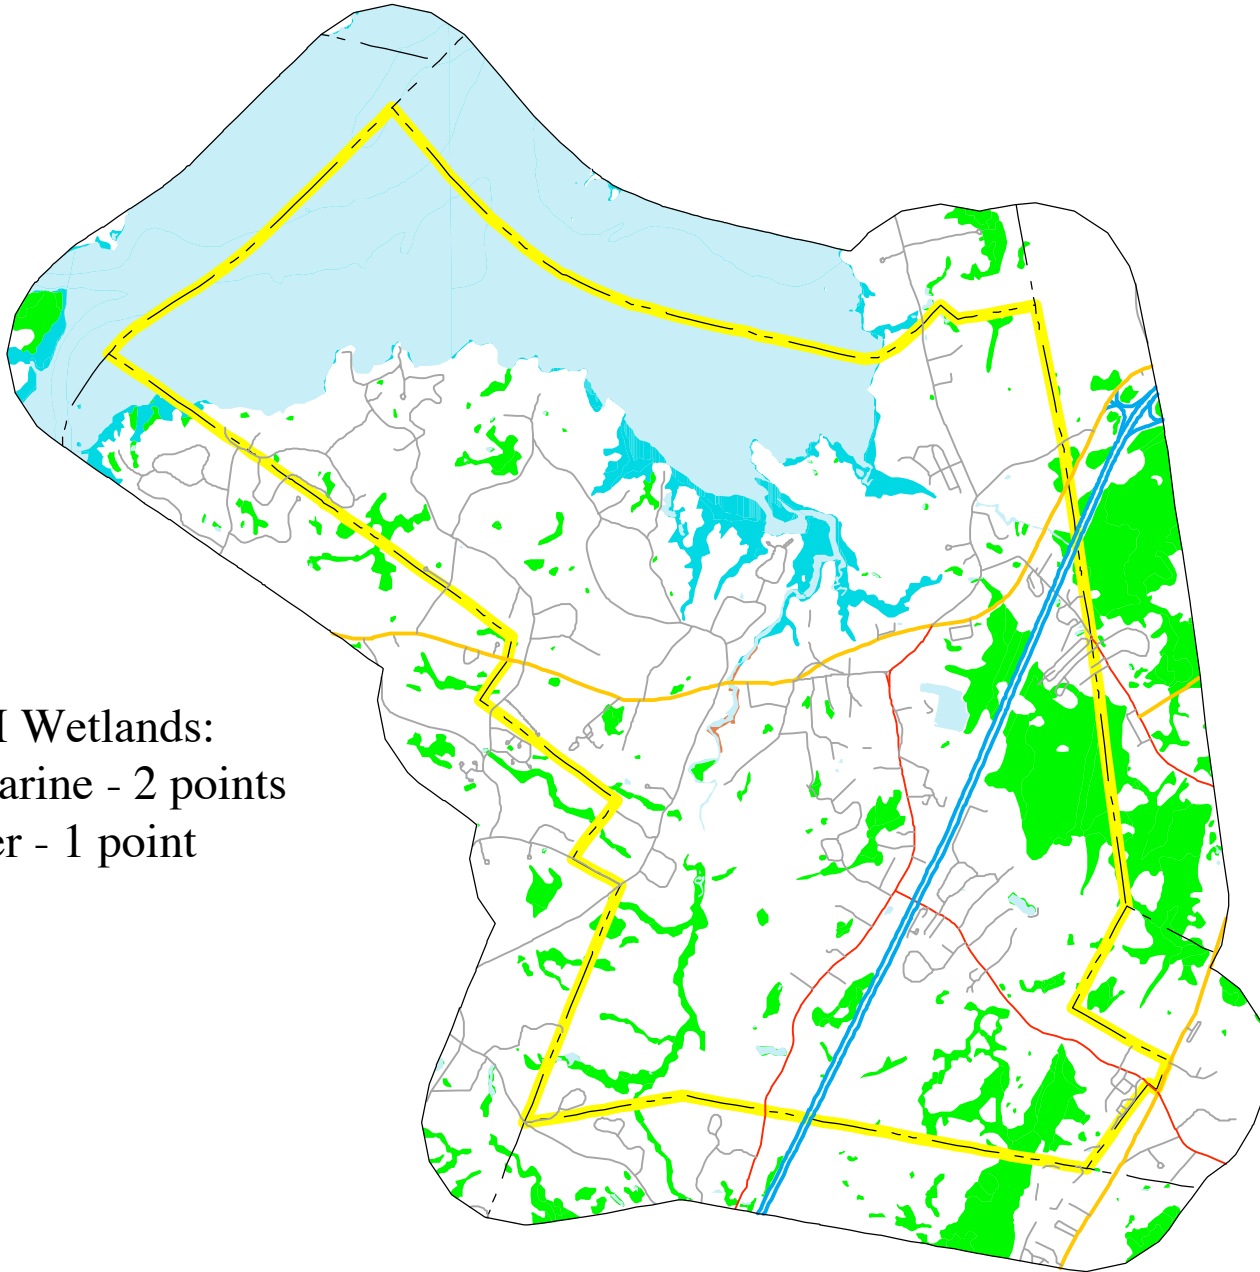 I Wetlands:
arine - 2 points
er - 1 point